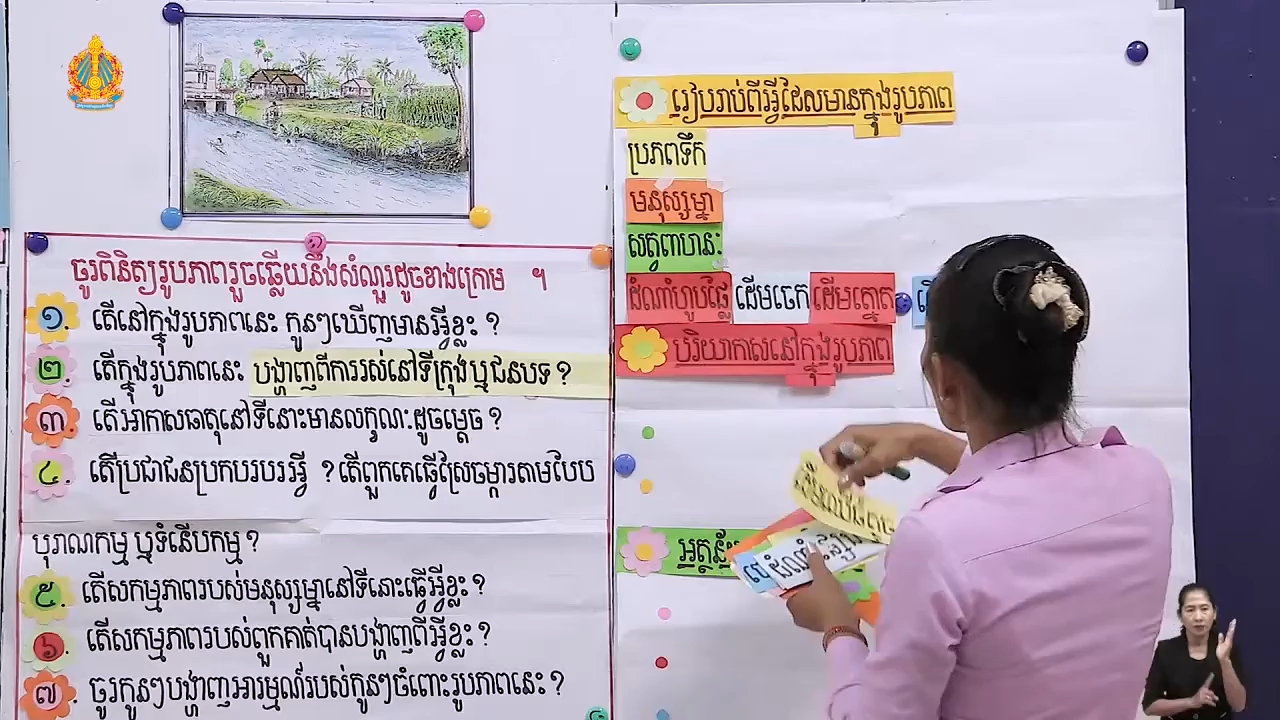 ចូរពិនិត្យរូបភាពរួចឆ្លើយនឹងសំណួរដូចខាងក្រោម ។
១. តើនៅក្នុងរូបភាពនេះ កូនៗឃើញមានអ្វីខ្លះ ?
២. តើក្នុងរូបភាពនេះ បង្ហាញពីការរស់នៅទីក្រុងឬជនបទ ?
៣. តើអាកាសធាតុនៅទីនោះមានលក្ខណៈដូចម្តេច ?
៤. តើប្រជាជនប្រកបរបរអ្វី ? តើពួកគេធ្វើស្រែចម្ការតាមបែប
បុរាណកម្ម ឬទំនើបកម្ម ?
៥. តើសកម្មភាពរបស់មនុស្សម្នានៅទីនោះធ្វើអ្វីខ្លះ ?
៦. តើសកម្មភាពរបស់ពួកគាត់បានបង្ហាញពីអ្វីខ្លះ ?
៧. ចូរកូនៗបង្ហាញអារម្មណ៍របស់កូនៗចំពោះរូបភាពនេះ ?
រៀបរាប់ពីអ្វីដែលមានក្នុងរូបភាព
ប្រភពទឹក
មនុស្សម្នា
សត្វពាហនៈ
ដំណាំហូបផ្លែ ដើមចេក ដើមត្នោត
បរិយាកាសនៅក្នុងរូបភាព